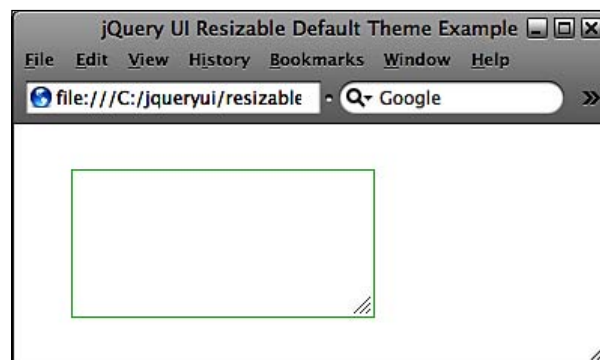 jQuery UI Resizable Default Theme Example
File Edit View History Bookmarks Window Help
file:///C:/jqueryui/resizable Google